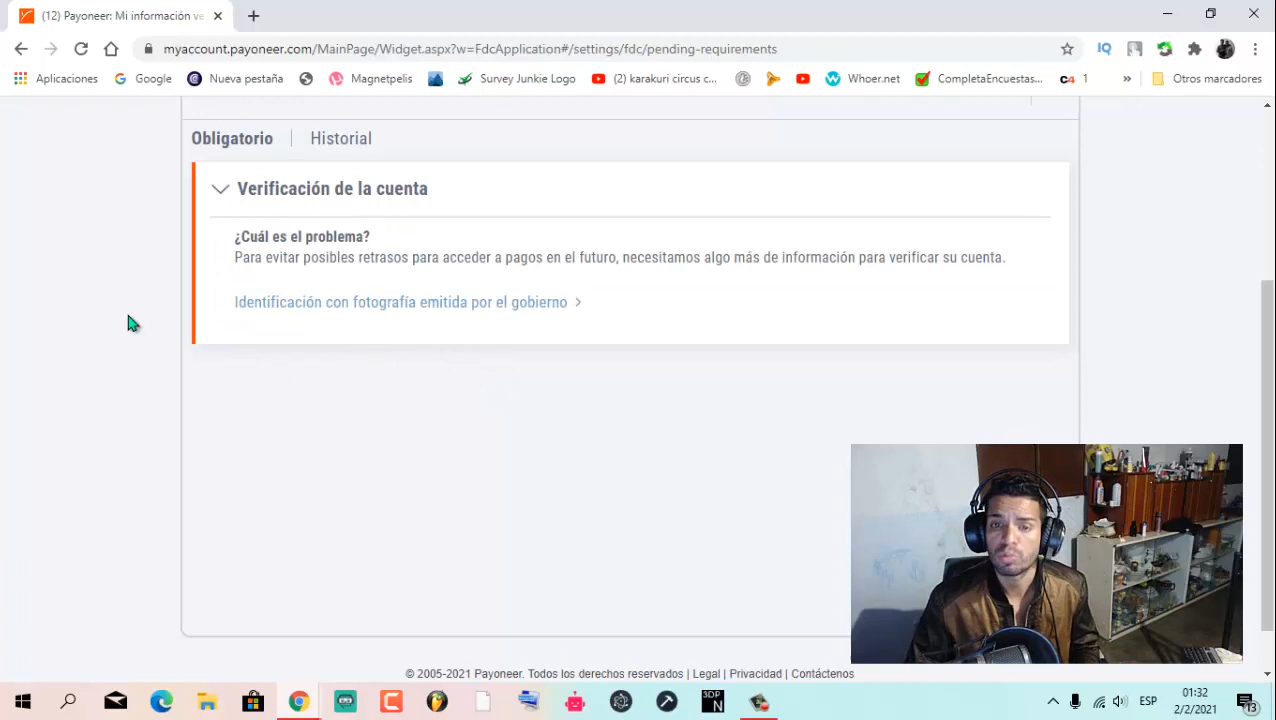 (12) Payoneer: Mi información ve
myaccount.payoneer.com/MainPage/Widget.aspx?w=FdcApplication#/settings/fdc/pending-requirements
Aplicaciones
Google
Nueva pestaña
Magnetpelis
Survey Junkie Logo
(2) karakuri circus c...
Whoer.net
CompletaEncuestas...
C4 1
»
Otros marcadores
Obligatorio | Historial
Verificación de la cuenta
¿Cuál es el problema?
Para evitar posibles retrasos para acceder a pagos en el futuro, necesitamos algo más de información para verificar su cuenta.
Identificación con fotografía emitida por el gobierno >
© 2005-2021 Payoneer. Todos los derechos reservados | Legal | Privacidad | Contáctenos
3DP
N
ESP
01:32
2/2/2021
13